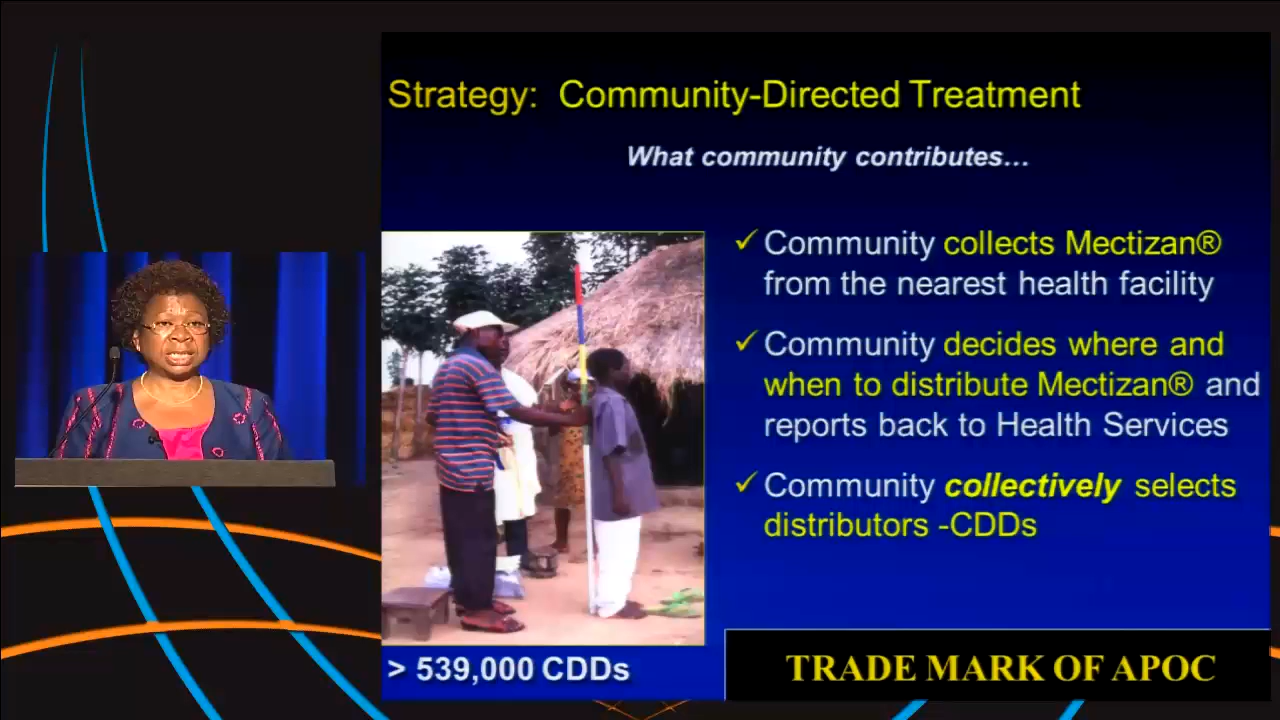 Strategy: Community-Directed Treatment
What community contributes…
✓ Community collects Mectizan®
from the nearest health facility
✓ Community decides where and
when to distribute Mectizan® and
reports back to Health Services
✓ Community collectively selects
distributors -CDDs
> 539,000 CDDs
TRADE MARK OF APOC